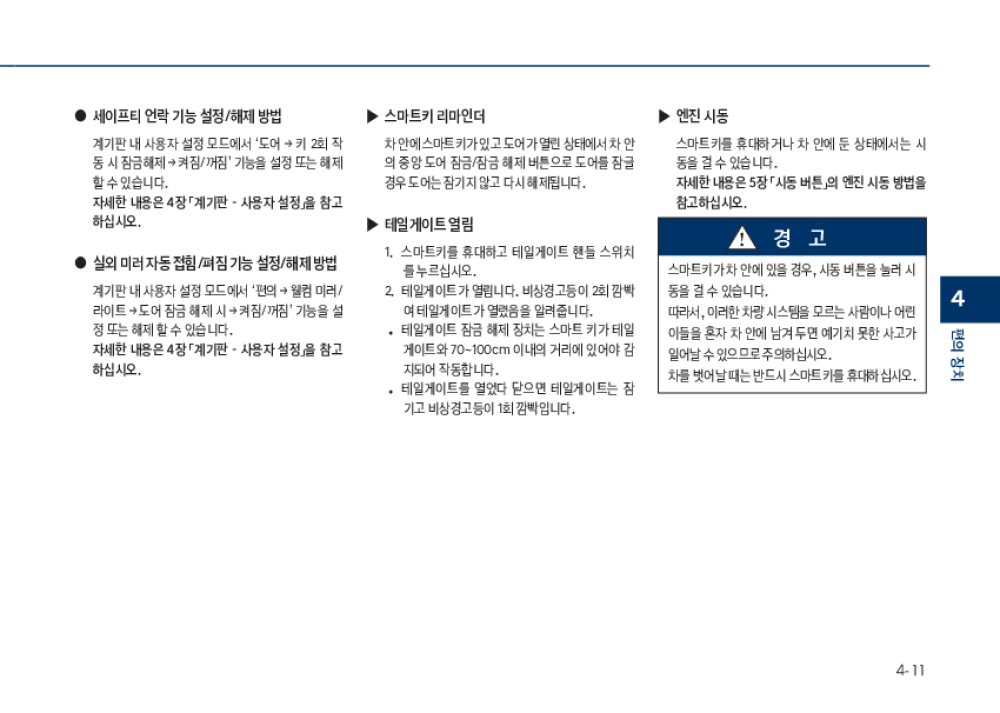 ● 세이프티 언락 기능 설정/해제 방법
계기판 내 사용자 설정 모드에서 ‘도어 → 키 2회 작
동 시 잠금해제 → 켜짐/꺼짐’ 기능을 설정 또는 해제
할 수 있습니다.
자세한 내용은 4장 「계기판 - 사용자 설정」을 참고
하십시오.
● 실외 미러 자동 접힘/펴짐 기능 설정/해제 방법
계기판 내 사용자 설정 모드에서 ‘편의 → 웰컴 미러/
라이트 → 도어 잠금 해제 시 → 켜짐/꺼짐’ 기능을 설
정 또는 해제 할 수 있습니다.
자세한 내용은 4장 「계기판 - 사용자 설정」을 참고
하십시오.
▶ 스마트키 리마인더
차 안에 스마트키가 있고 도어가 열린 상태에서 차 안
의 중앙 도어 잠금/잠금 해제 버튼으로 도어를 잠글
경우 도어는 잠기지 않고 다시 해제됩니다.
▶ 테일게이트 열림
1. 스마트키를 휴대하고 테일게이트 핸들 스위치
를 누르십시오.
2. 테일게이트가 열립니다. 비상경고등이 2회 깜박
여 테일게이트가 열렸음을 알려줍니다.
• 테일게이트 잠금 해제 장치는 스마트 키가 테일
게이트와 70~100cm 이내의 거리에 있어야 감
지되어 작동합니다.
• 테일게이트를 열었다 닫으면 테일게이트는 잠
기고 비상경고등이 1회 깜박입니다.
▶ 엔진 시동
스마트키를 휴대하거나 차 안에 둔 상태에서는 시
동을 걸 수 있습니다.
자세한 내용은 5장 「시동 버튼」의 엔진 시동 방법을
참고하십시오.
경 고
스마트키가 차 안에 있을 경우, 시동 버튼을 눌러 시
동을 걸 수 있습니다.
따라서, 이러한 차량 시스템을 모르는 사람이나 어린
이들을 혼자 차 안에 남겨 두면 예기치 못한 사고가
일어날 수 있으므로 주의하십시오.
차를 벗어날 때는 반드시 스마트키를 휴대하십시오.
4
편의 장치
4-11